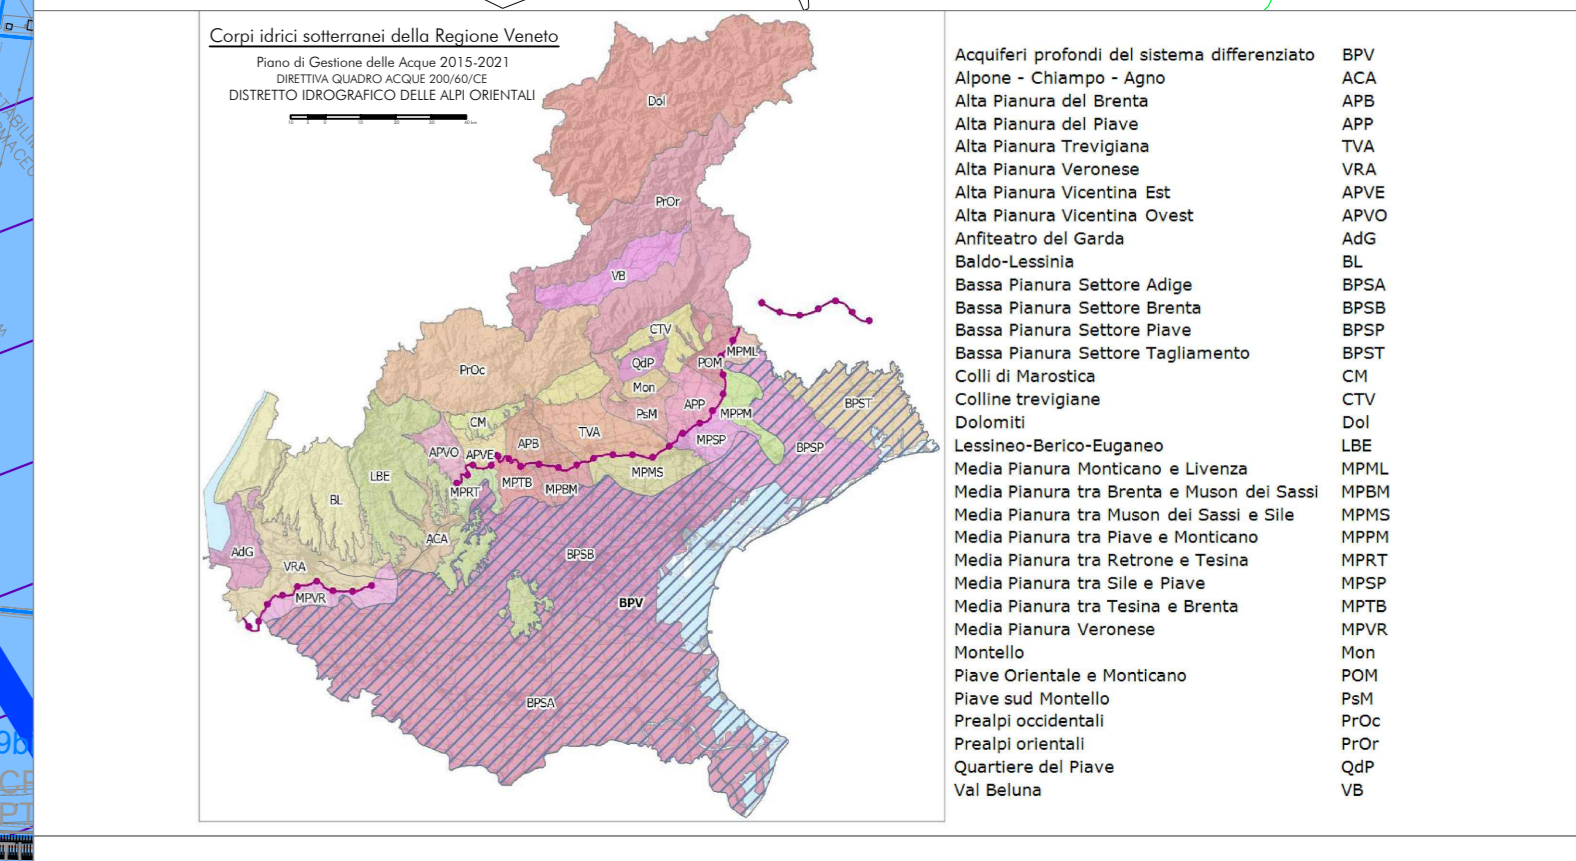 Corpi idrici sotterranei della Regione Veneto
Piano di Gestione delle Acque 2015-2021
DIRETTIVA QUADRO ACQUE 200/60/CE
DISTRETTO IDROGRAFICO DELLE ALPI ORIENTALI
Dol
PrOr
VB
CTV
MPML
QdP
POM
PrOc
Mon
APP
BPST
PsM
MPPM
CM
TVA
APB
MPSP
BPSP
APVO
APVE
LBE
MPMS
MPTB
MPBM
MPRT
BL
ACA
AdG
BPSB
VRA
MPVR
BPV
BPSA
Acquiferi profondi del sistema differenziato BPV
Alpone - Chiampo - Agno ACA
Alta Pianura del Brenta APB
Alta Pianura del Piave APP
Alta Pianura Trevigiana TVA
Alta Pianura Veronese VRA
Alta Pianura Vicentina Est APVE
Alta Pianura Vicentina Ovest APVO
Anfiteatro del Garda AdG
Baldo-Lessinia BL
Bassa Pianura Settore Adige BPSA
Bassa Pianura Settore Brenta BPSB
Bassa Pianura Settore Piave BPSP
Bassa Pianura Settore Tagliamento BPST
Colli di Marostica CM
Colline trevigiane CTV
Dolomiti Dol
Lessineo-Berico-Euganeo LBE
Media Pianura Monticano e Livenza MPML
Media Pianura tra Brenta e Muson dei Sassi MPBM
Media Pianura tra Muson dei Sassi e Sile MPMS
Media Pianura tra Piave e Monticano MPPM
Media Pianura tra Retrone e Tesina MPRT
Media Pianura tra Sile e Piave MPSP
Media Pianura tra Tesina e Brenta MPTB
Media Pianura Veronese MPVR
Montello Mon
Piave Orientale e Monticano POM
Piave sud Montello PsM
Prealpi occidentali PrOc
Prealpi orientali PrOr
Quartiere del Piave QdP
Val Beluna VB